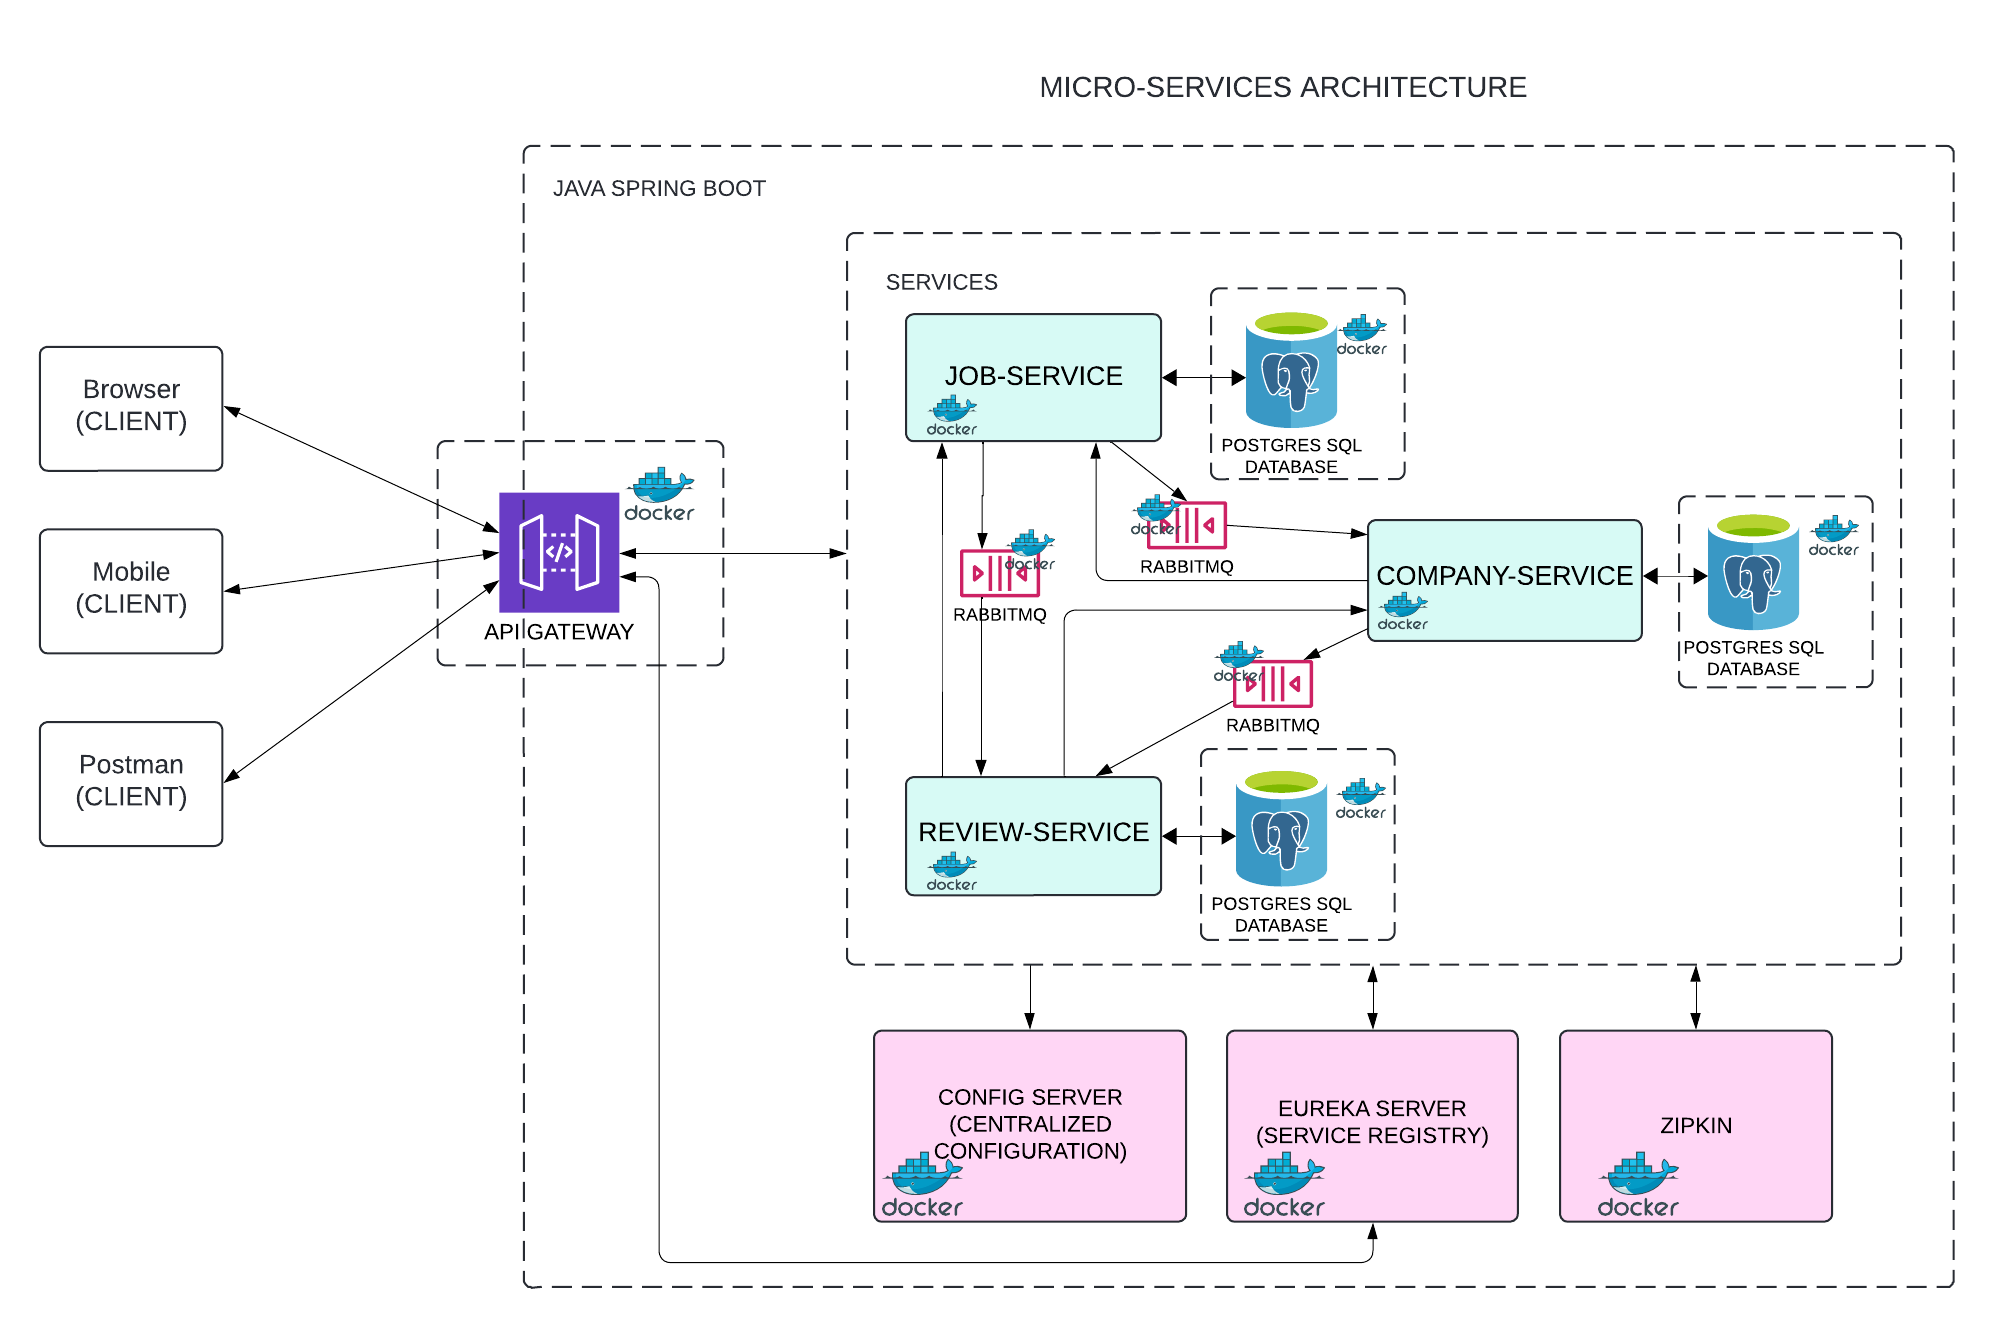 MICRO-SERVICES ARCHITECTURE
JAVA SPRING BOOT
SERVICES
Browser
(CLIENT)
Mobile
(CLIENT)
Postman
(CLIENT)
docker
API GATEWAY
JOB-SERVICE
docker
docker
POSTGRES SQL
DATABASE
docker
RABBITMQ
docker
RABBITMQ
COMPANY-SERVICE
docker
docker
POSTGRES SQL
DATABASE
docker
RABBITMQ
REVIEW-SERVICE
docker
docker
POSTGRES SQL
DATABASE
CONFIG SERVER
(CENTRALIZED
CONFIGURATION)
docker
EUREKA SERVER
(SERVICE REGISTRY)
docker
ZIPKIN
docker